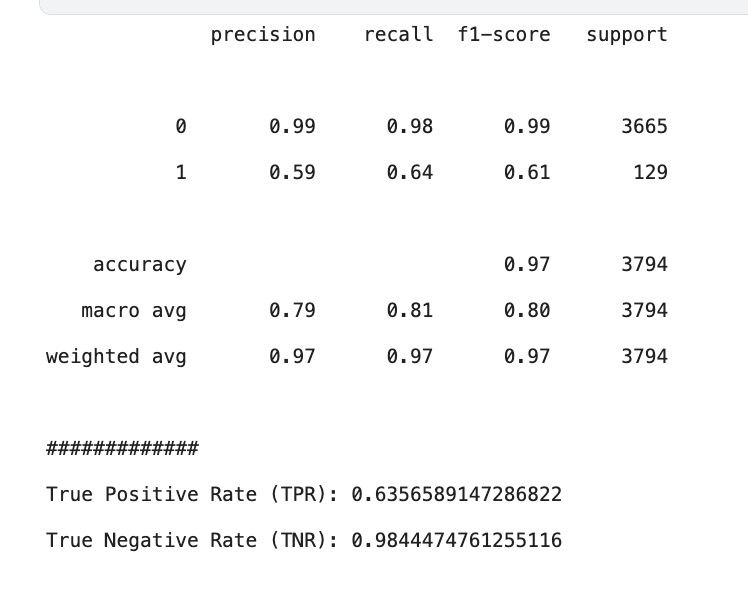 precision recall f1-score support
0 0.99 0.98 0.99 3665
1 0.59 0.64 0.61 129
accuracy 0.97 3794
macro avg 0.79 0.81 0.80 3794
weighted avg 0.97 0.97 0.97 3794
#############
True Positive Rate (TPR): 0.6356589147286822
True Negative Rate (TNR): 0.9844474761255116